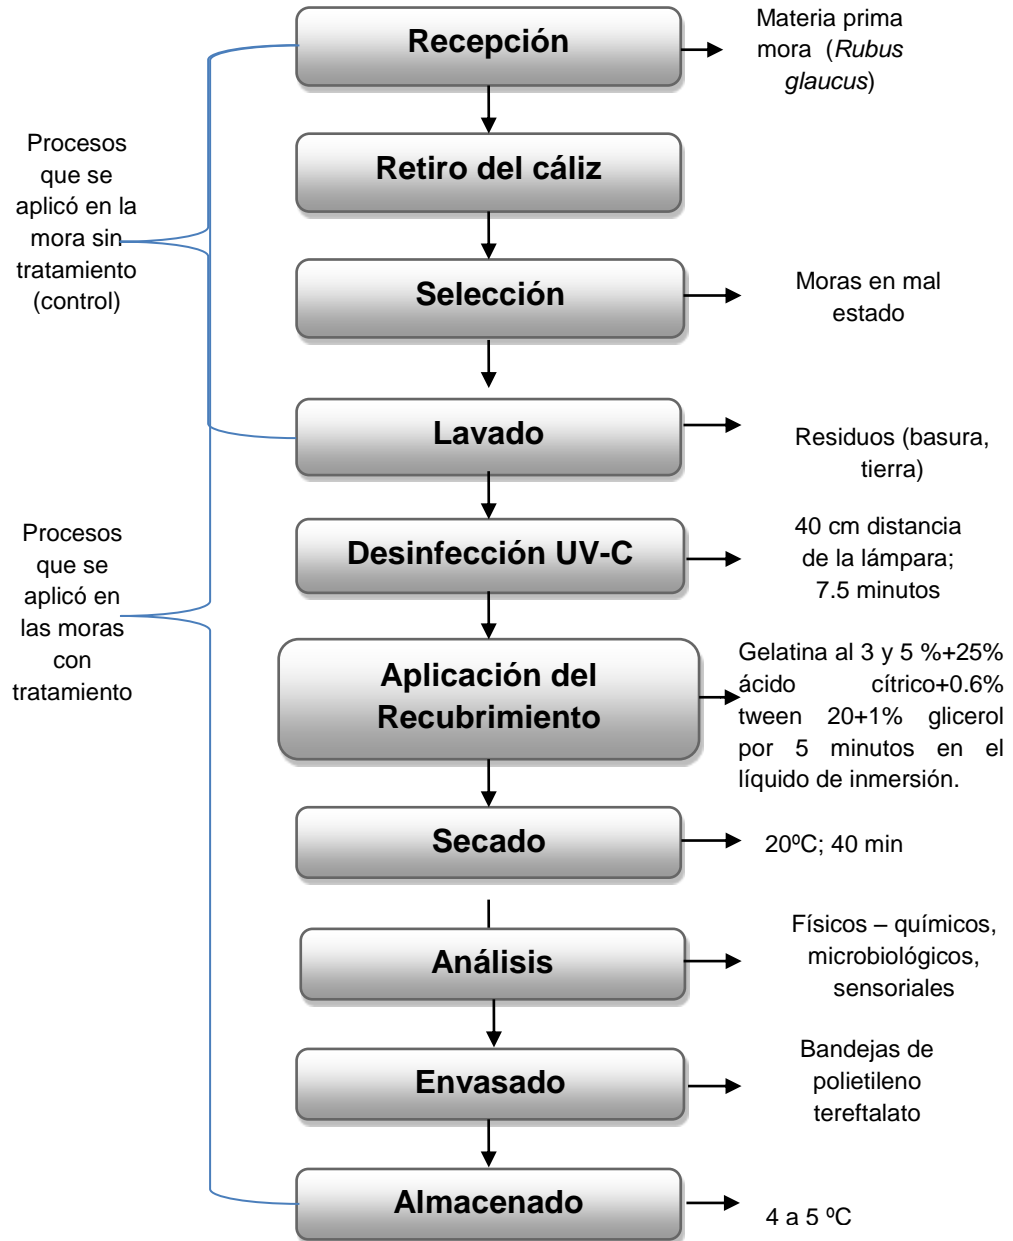 Recepción
Materia prima
mora (Rubus
glaucus)
Retiro del cáliz
Procesos
que se
aplicó en la
mora sin
tratamiento
(control)
Selección
Moras en mal
estado
Lavado
Residuos (basura,
tierra)
Desinfección UV-C
40 cm distancia
de la lámpara;
7.5 minutos
Procesos
que se
aplicó en
las moras
con
tratamiento
Aplicación del
Recubrimiento
Gelatina al 3 y 5 %+25%
ácido cítrico+0.6%
tween 20+1% glicerol
por 5 minutos en el
líquido de inmersión.
Secado
20ºC; 40 min
Análisis
Físicos – químicos,
microbiológicos,
sensoriales
Envasado
Bandejas de
polietileno
tereftalato
Almacenado
4 a 5 ºC